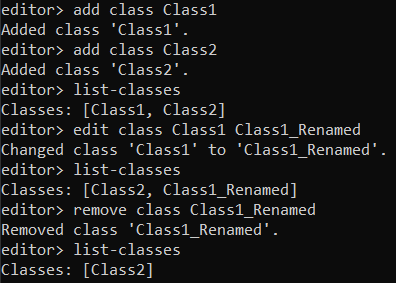 editor> add class Class1
Added class 'Class1'.
editor> add class Class2
Added class 'Class2'.
editor> list-classes
Classes: [Class1, Class2]
editor> edit class Class1 Class1_Renamed
Changed class 'Class1' to 'Class1_Renamed'.
editor> list-classes
Classes: [Class2, Class1_Renamed]
editor> remove class Class1_Renamed
Removed class 'Class1_Renamed'.
editor> list-classes
Classes: [Class2]